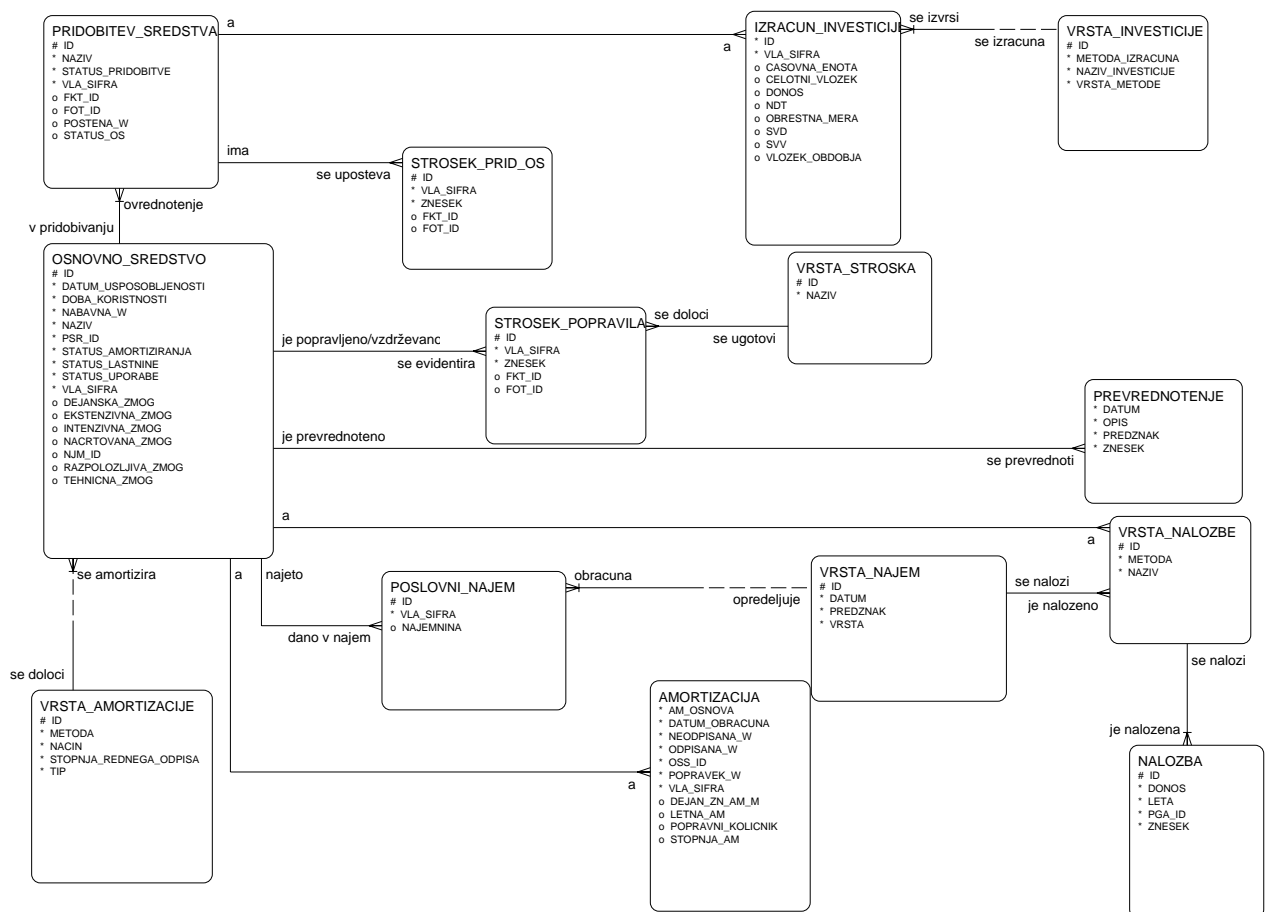 PRIDOBITEV_SREDSTVA
# ID
* NAZIV
* STATUS_PRIDOBITVE
* VLA_SIFRA
o FKT_ID
o FOT_ID
o POSTENA_W
o STATUS_OS
a
a
IZRACUN_INVESTICIJE
* ID
* VLA_SIFRA
o CASOVNA_ENOTA
o CELOTNI_VLOZEK
o DONOS
o NDT
o OBRESTNA_MERA
o SVD
o SVV
o VLOZEK_OBDOBJA
se izvrsi
se izracuna
VRSTA_INVESTICIJE
# ID
* METODA_IZRACUNA
* NAZIV_INVESTICIJE
* VRSTA_METODE
ima
se uposteva
STROSEK_PRID_OS
# ID
* VLA_SIFRA
* ZNESEK
o FKT_ID
o FOT_ID
ovrednotenje
v pridobivanju
OSNOVNO_SREDSTVO
# ID
* DATUM_USPOSOBLJENOSTI
* DOBA_KORISTNOSTI
* NABAVNA_W
* NAZIV
* PSR_ID
* STATUS_AMORTIZIRANJA
* STATUS_LASTNINE
* STATUS_UPORABE
* VLA_SIFRA
o DEJANSKA_ZMOG
o EKSTENZIVNA_ZMOG
o INTENZIVNA_ZMOG
o NACRTOVANA_ZMOG
o NJM_ID
o RAZPOLOZLJIVA_ZMOG
o TEHNICNA_ZMOG
je popravljeno/vzdrževano
se evidentira
STROSEK_POPRAVILA
# ID
* VLA_SIFRA
* ZNESEK
o FKT_ID
o FOT_ID
se doloci
se ugotovi
VRSTA_STROSKA
# ID
* NAZIV
je prevrednoteno
se prevrednoti
PREVREDNOTENJE
* DATUM
* OPIS
* PREDZNAK
* ZNESEK
a
a
VRSTA_NALOZBE
# ID
* METODA
* NAZIV
se amortizira
a
najeto
dano v najem
POSLOVNI_NAJEM
# ID
* VLA_SIFRA
o NAJEMNINA
obracuna
opredeljuje
VRSTA_NAJEM
# ID
* DATUM
* PREDZNAK
* VRSTA
se nalozi
je nalozeno
se nalozi
je nalozena
NALOZBA
# ID
* DONOS
* LETA
* PGA_ID
* ZNESEK
se doloci
VRSTA_AMORTIZACIJE
# ID
* METODA
* NACIN
* STOPNJA_REDNEGA_ODPISA
* TIP
a
AMORTIZACIJA
* AM_OSNOVA
* DATUM_OBRACUNA
* NEODPISANA_W
* ODPISANA_W
* OSS_ID
* POPRAVEK_W
* VLA_SIFRA
o DEJAN_ZN_AM_M
o LETNA_AM
o POPRAVNI_KOLICNIK
o STOPNJA_AM